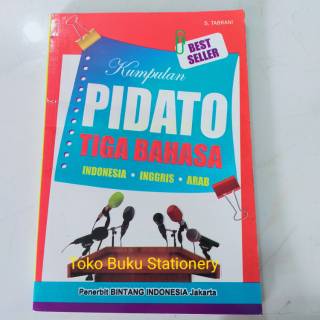 S. TABRANI
BEST
SELLER
Kumpulan
PIDATO
TIGA BAHASA
INDONESIA • INGGRIS • ARAB
Toko Buku Stationery
Penerbit BINTANG INDONESIA Jakarta